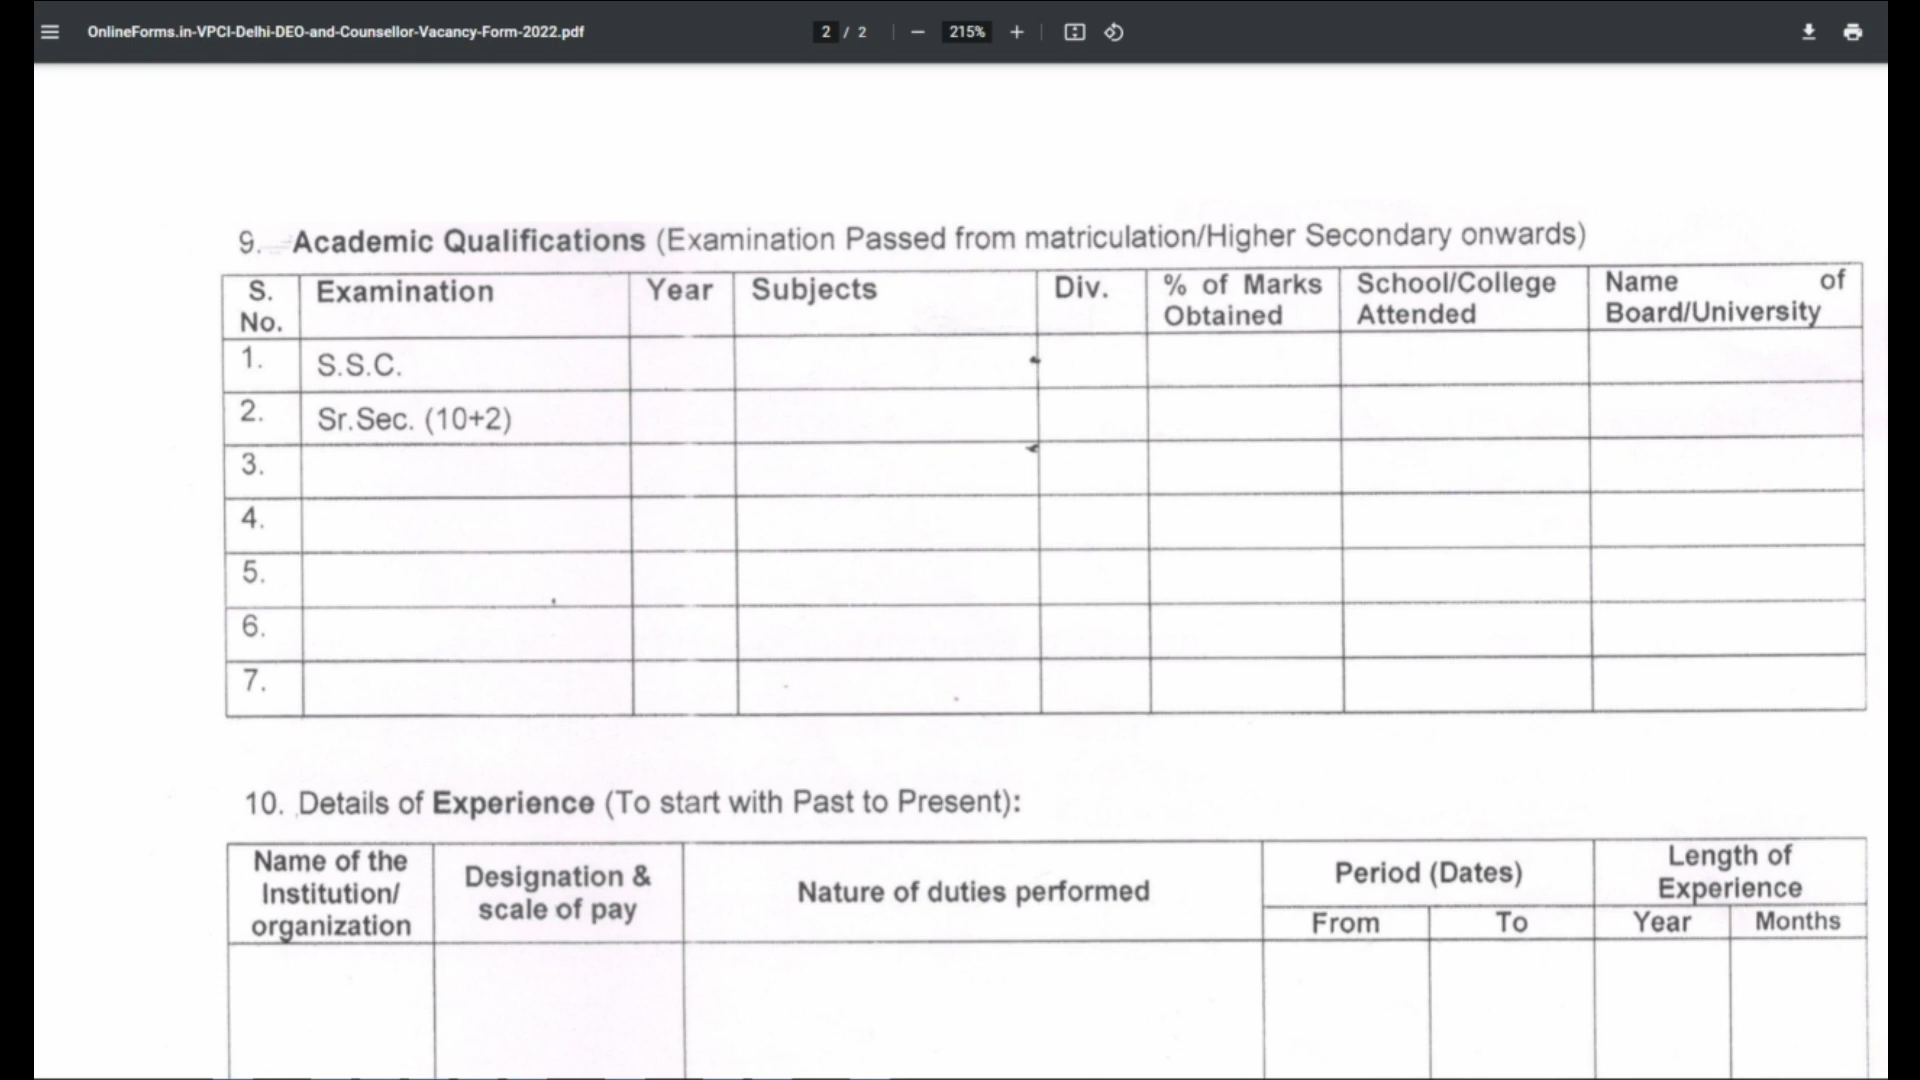 OnlineForms.in-VPCI-Delhi-DEO-and-Counsellor-Vacancy-Form-2022.pdf
2 / 2
215%
9. Academic Qualifications (Examination Passed from matriculation/Higher Secondary onwards)
S. No. Examination Year Subjects Div. % of Marks Obtained School/College Attended Name of Board/University
1. S.S.C.
2. Sr.Sec. (10+2)
3.
4.
5.
6.
7.
10. Details of Experience (To start with Past to Present):
Name of the Institution/ organization Designation & scale of pay Nature of duties performed Period (Dates) Length of Experience
From To Year Months